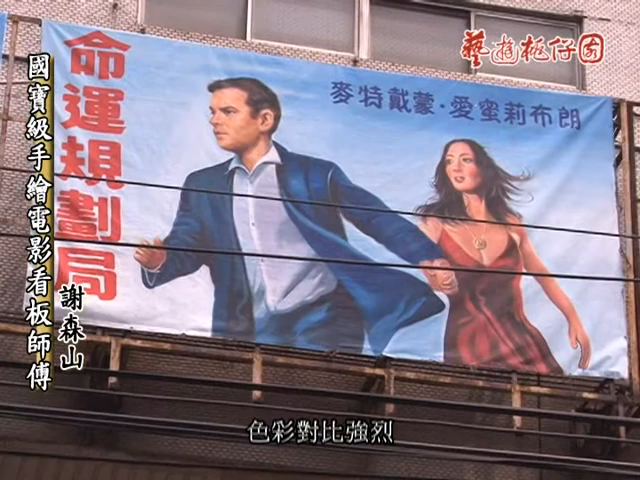 藝遊桃仔園
國寶級手繪電影看板師傅
謝森山
命運規劃局
麥特戴蒙·愛蜜莉布朗
色彩對比強烈